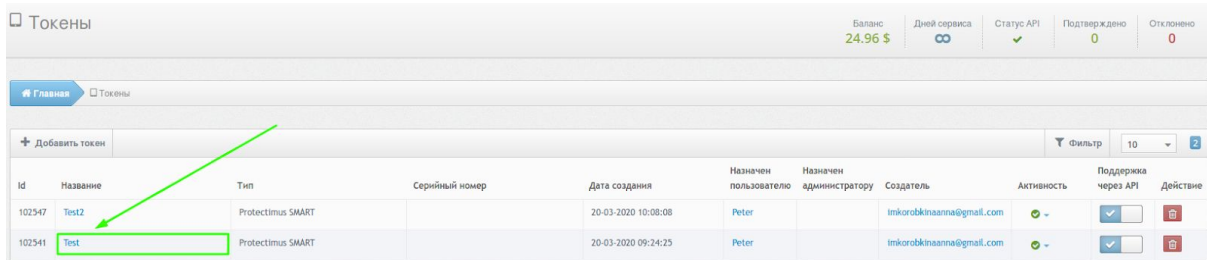 Токены
Баланс Дней сервиса Статус API Подтверждено Отклонено
24.96 $ 0 0
Главная Токены
+ Добавить токен Фильтр 10 2
Id Название Тип Серийный номер Дата создания Назначен пользователю Назначен администратору Создатель Активность Поддержка через API Действие
102547 Test2 Protectimus SMART 20-03-2020 10:08:08 Peter imkorobkinaanna@gmail.com
102541 Test Protectimus SMART 20-03-2020 09:24:25 Peter imkorobkinaanna@gmail.com